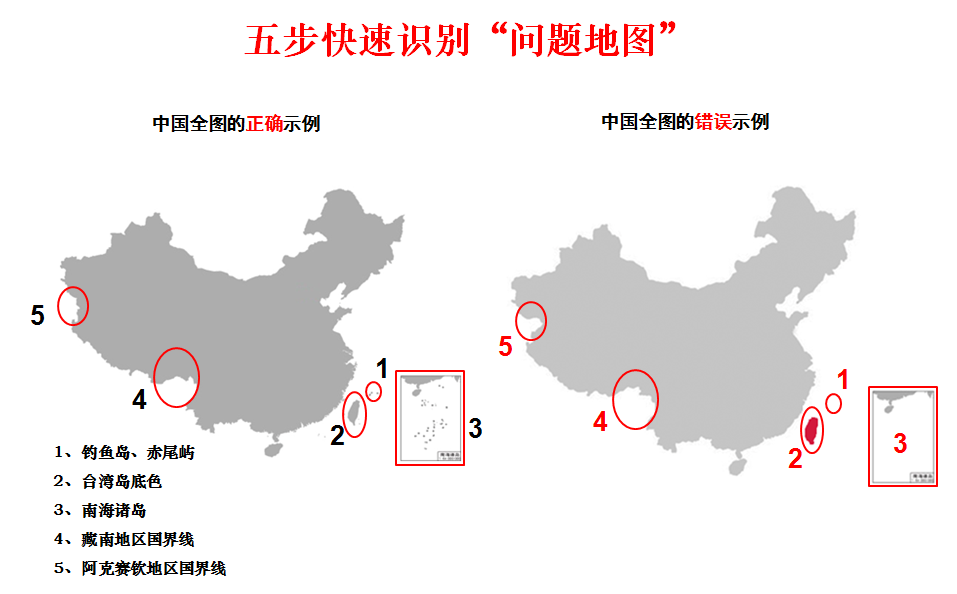 五步快速识别“问题地图”
中国全图的正确示例
中国全图的错误示例
5
4
1
2
3
5
4
1
2
3
1、钓鱼岛、赤尾屿
2、台湾岛底色
3、南海诸岛
4、藏南地区国界线
5、阿克赛钦地区国界线